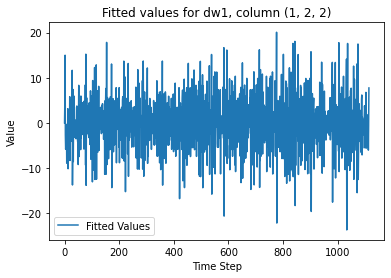 Fitted values for dw1, column (1, 2, 2)
20
10
0
−10
−20
Value
Fitted Values
0
200
400
600
800
1000
Time Step